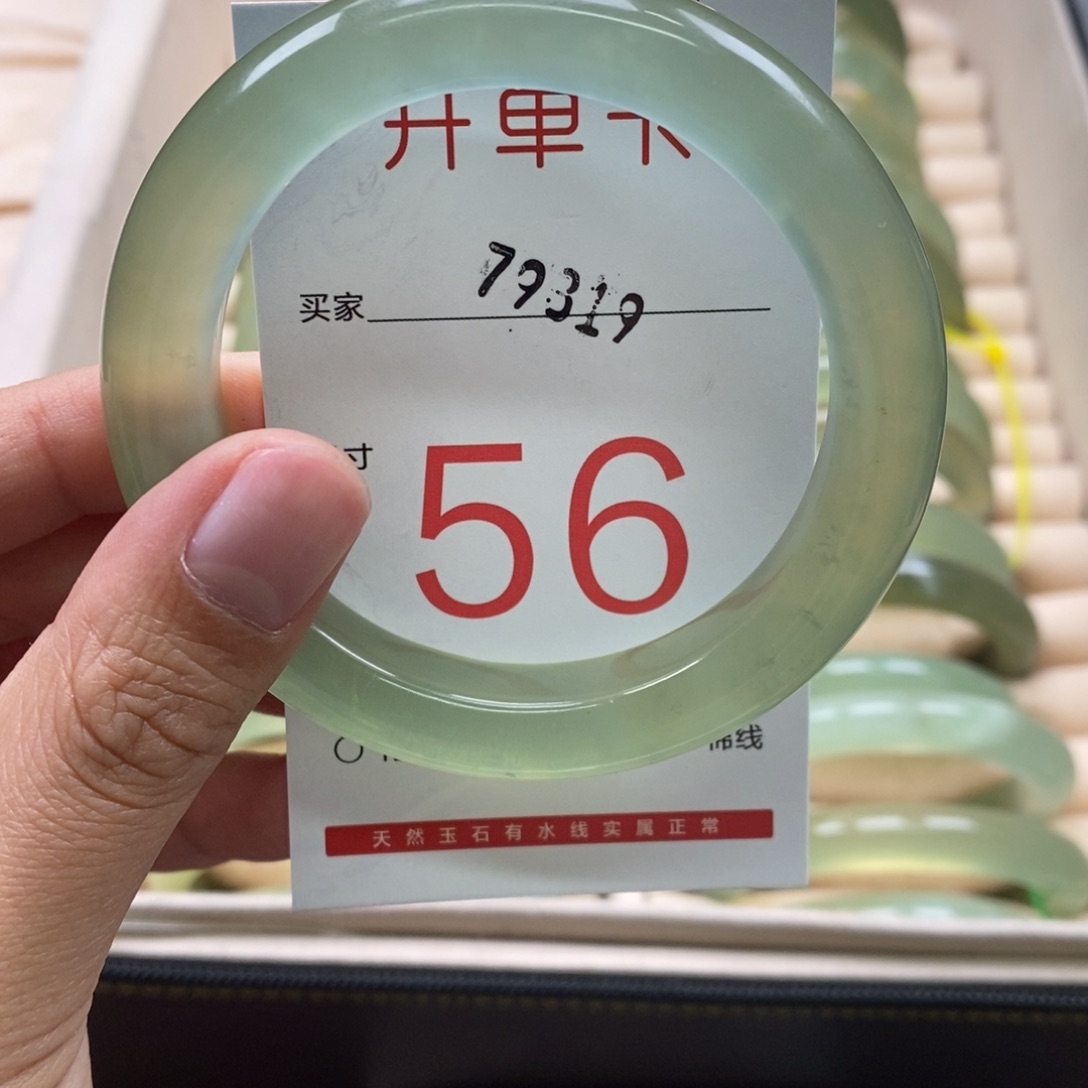 开单卡
买家 79319
寸 56
棉线
天然玉石有水线实属正常